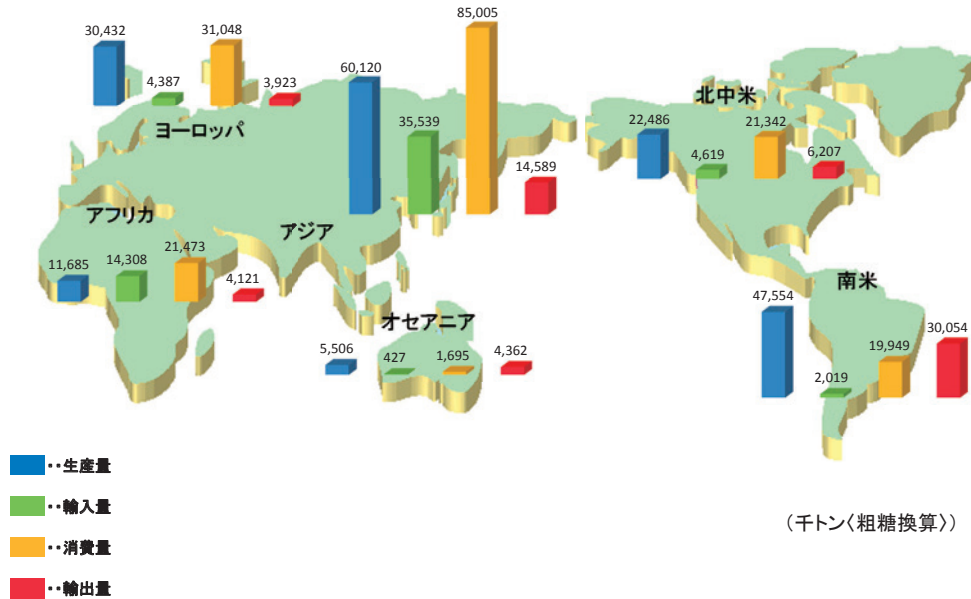 30,432
4,387
31,048
3,923
ヨーロッパ
60,120
35,539
85,005
14,589
アジア
北中米
22,486
4,619
21,342
6,207
アフリカ
11,685
14,308
21,473
4,121
オセアニア
5,506
427
1,695
4,362
南米
47,554
2,019
19,949
30,054
‥生産量
‥輸入量
‥消費量
‥輸出量
(千トン〈粗糖換算〉)